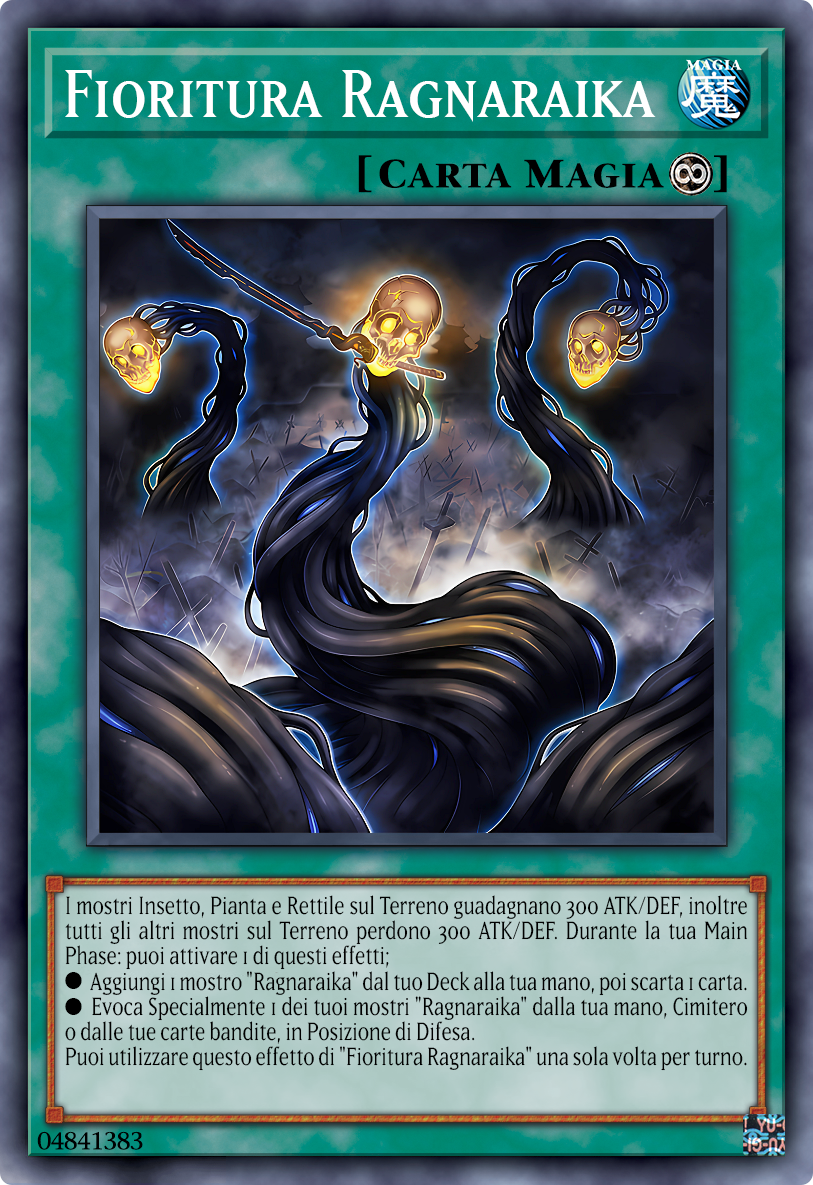 Fioritura Ragnaraika
MAGIA
魔
[Carta Magia]
I mostri Insetto, Pianta e Rettile sul Terreno guadagnano 300 ATK/DEF, inoltre
tutti gli altri mostri sul Terreno perdono 300 ATK/DEF. Durante la tua Main
Phase: puoi attivare 1 di questi effetti;
● Aggiungi 1 mostro "Ragnaraika" dal tuo Deck alla tua mano, poi scarta 1 carta.
● Evoca Specialmente 1 dei tuoi mostri "Ragnaraika" dalla tua mano, Cimitero
o dalle tue carte bandite, in Posizione di Difesa.
Puoi utilizzare questo effetto di "Fioritura Ragnaraika" una sola volta per turno.
04841383